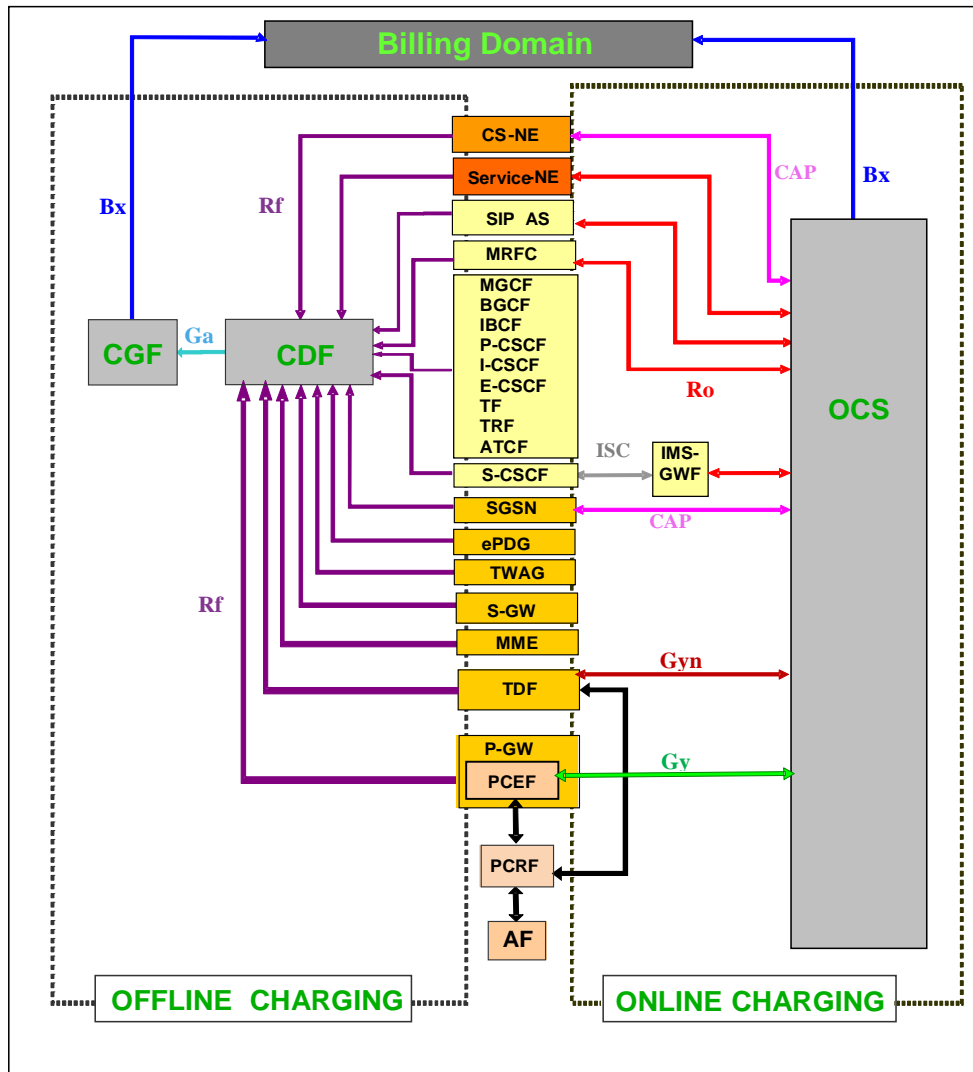 Billing Domain
CS-NE
CAP
Service-NE
Bx
Bx
Rf
SIP AS
MRFC
MGCF
BGCF
IBCF
P-CSCF
I-CSCF
E-CSCF
TF
TRF
ATCF
Ga
CGF
CDF
Ro
OCS
ISC
IMS-
GWF
S-CSCF
SGSN
CAP
ePDG
TWAG
Rf
S-GW
MME
Gyn
TDF
P-GW
Gy
PCEF
PCRF
AF
OFFLINE CHARGING
ONLINE CHARGING